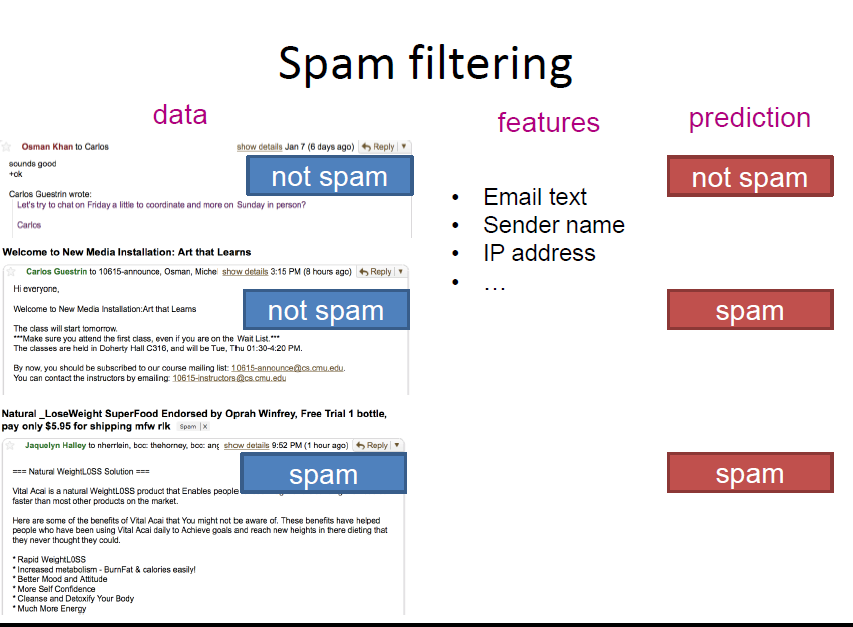 Spam filtering
data
features
prediction
Osman Khan to Carlos show details Jan 7 (6 days ago) Reply
sounds good
+ok
not spam
Carlos Guestrin wrote:
Let's try to chat on Friday a little to coordinate and more on Sunday in person?
Carlos
Welcome to New Media Installation: Art that Learns
Carlos Guestrin to 10615-announce, Osman, Michel show details 3:15 PM (8 hours ago) Reply
Hi everyone,
not spam
Welcome to New Media Installation:Art that Learns
The class will start tomorrow.
***Make sure you attend the first class, even if you are on the Wait List.***
The classes are held in Doherty Hall C316, and will be Tue, Thu 01:30-4:20 PM.
By now, you should be subscribed to our course mailing list: 10615-announce@cs.cmu.edu.
You can contact the instructors by emailing: 10615-instructors@cs.cmu.edu
Natural _LoseWeight SuperFood Endorsed by Oprah Winfrey, Free Trial 1 bottle,
pay only $5.95 for shipping mfw rlk Spam X
Jaquelyn Halley to nherrlein, bcc: thehorney, bcc: ang show details 9:52 PM (1 hour ago) Reply
=== Natural WeightL0SS Solution ===
spam
Vital Acai is a natural WeightL0SS product that Enables people
faster than most other products on the market.
Here are some of the benefits of Vital Acai that You might not be aware of. These benefits have helped
people who have been using Vital Acai daily to Achieve goals and reach new heights in there dieting that
they never thought they could.
* Rapid WeightL0SS
* Increased metabolism - BurnFat & calories easily!
* Better Mood and Attitude
* More Self Confidence
* Cleanse and Detoxify Your Body
* Much More Energy
• Email text
• Sender name
• IP address
• ...
not spam
spam
spam